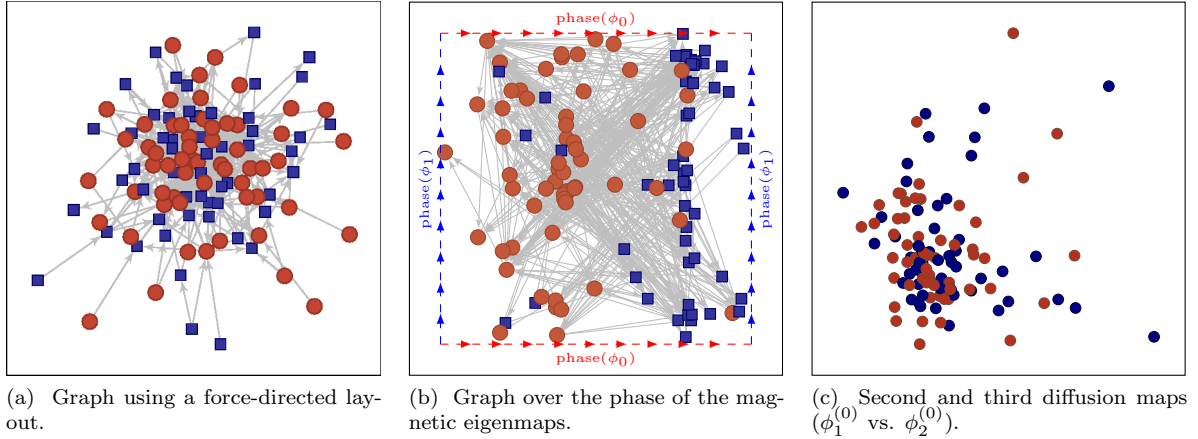 phase(ϕ₀)
phase(ϕ₁)
phase(ϕ₁)
phase(ϕ₀)
(a) Graph using a force-directed lay-
out.
(b) Graph over the phase of the mag-
netic eigenmaps.
(c) Second and third diffusion maps
(ϕ₁⁽⁰⁾ vs. ϕ₂⁽⁰⁾).